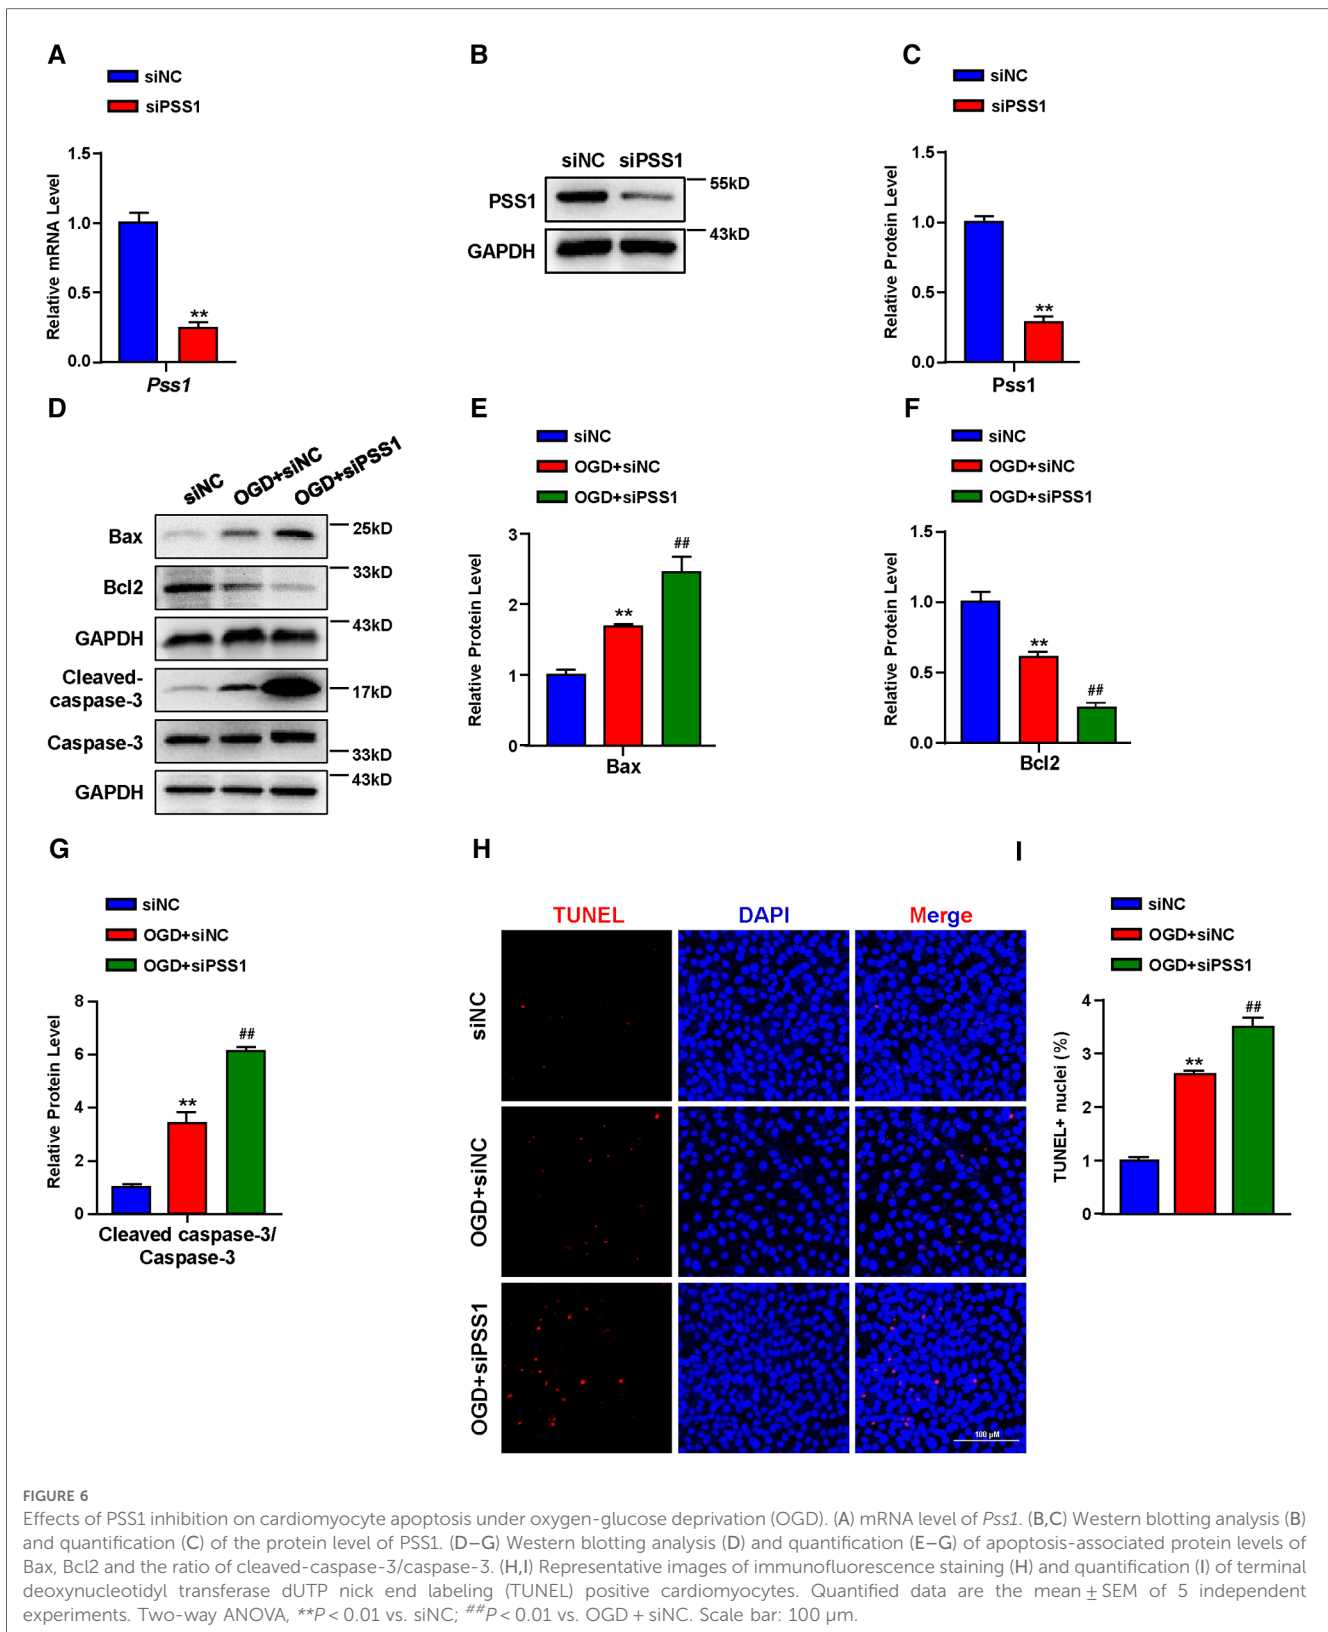 A
siNC
siPSS1
Relative mRNA Level
1.5
1.0
0.5
0.0
**
Pss1
B
siNC siPSS1
PSS1
55kD
GAPDH
43kD
C
siNC
siPSS1
Relative Protein Level
1.5
1.0
0.5
0.0
**
Pss1
D
siNC OGD+siNC OGD+siPSS1
Bax
25kD
Bcl2
33kD
GAPDH
43kD
Cleaved-
caspase-3
17kD
Caspase-3
33kD
GAPDH
43kD
E
siNC
OGD+siNC
OGD+siPSS1
Relative Protein Level
3
2
1
0
**
##
Bax
F
siNC
OGD+siNC
OGD+siPSS1
Relative Protein Level
1.5
1.0
0.5
0.0
**
##
Bcl2
G
siNC
OGD+siNC
OGD+siPSS1
Relative Protein Level
8
6
4
2
0
**
##
Cleaved caspase-3/
Caspase-3
H
TUNEL DAPI Merge
siNC
OGD+siNC
OGD+siPSS1
100 µM
I
siNC
OGD+siNC
OGD+siPSS1
TUNEL+ nuclei (%)
4
3
2
1
0
**
##
FIGURE 6
Effects of PSS1 inhibition on cardiomyocyte apoptosis under oxygen-glucose deprivation (OGD). (A) mRNA level of Pss1. (B,C) Western blotting analysis (B)
and quantification (C) of the protein level of PSS1. (D–G) Western blotting analysis (D) and quantification (E–G) of apoptosis-associated protein levels of
Bax, Bcl2 and the ratio of cleaved-caspase-3/caspase-3. (H,I) Representative images of immunofluorescence staining (H) and quantification (I) of terminal
deoxynucleotidyl transferase dUTP nick end labeling (TUNEL) positive cardiomyocytes. Quantified data are the mean ± SEM of 5 independent
experiments. Two-way ANOVA, **P < 0.01 vs. siNC; ##P < 0.01 vs. OGD + siNC. Scale bar: 100 µm.